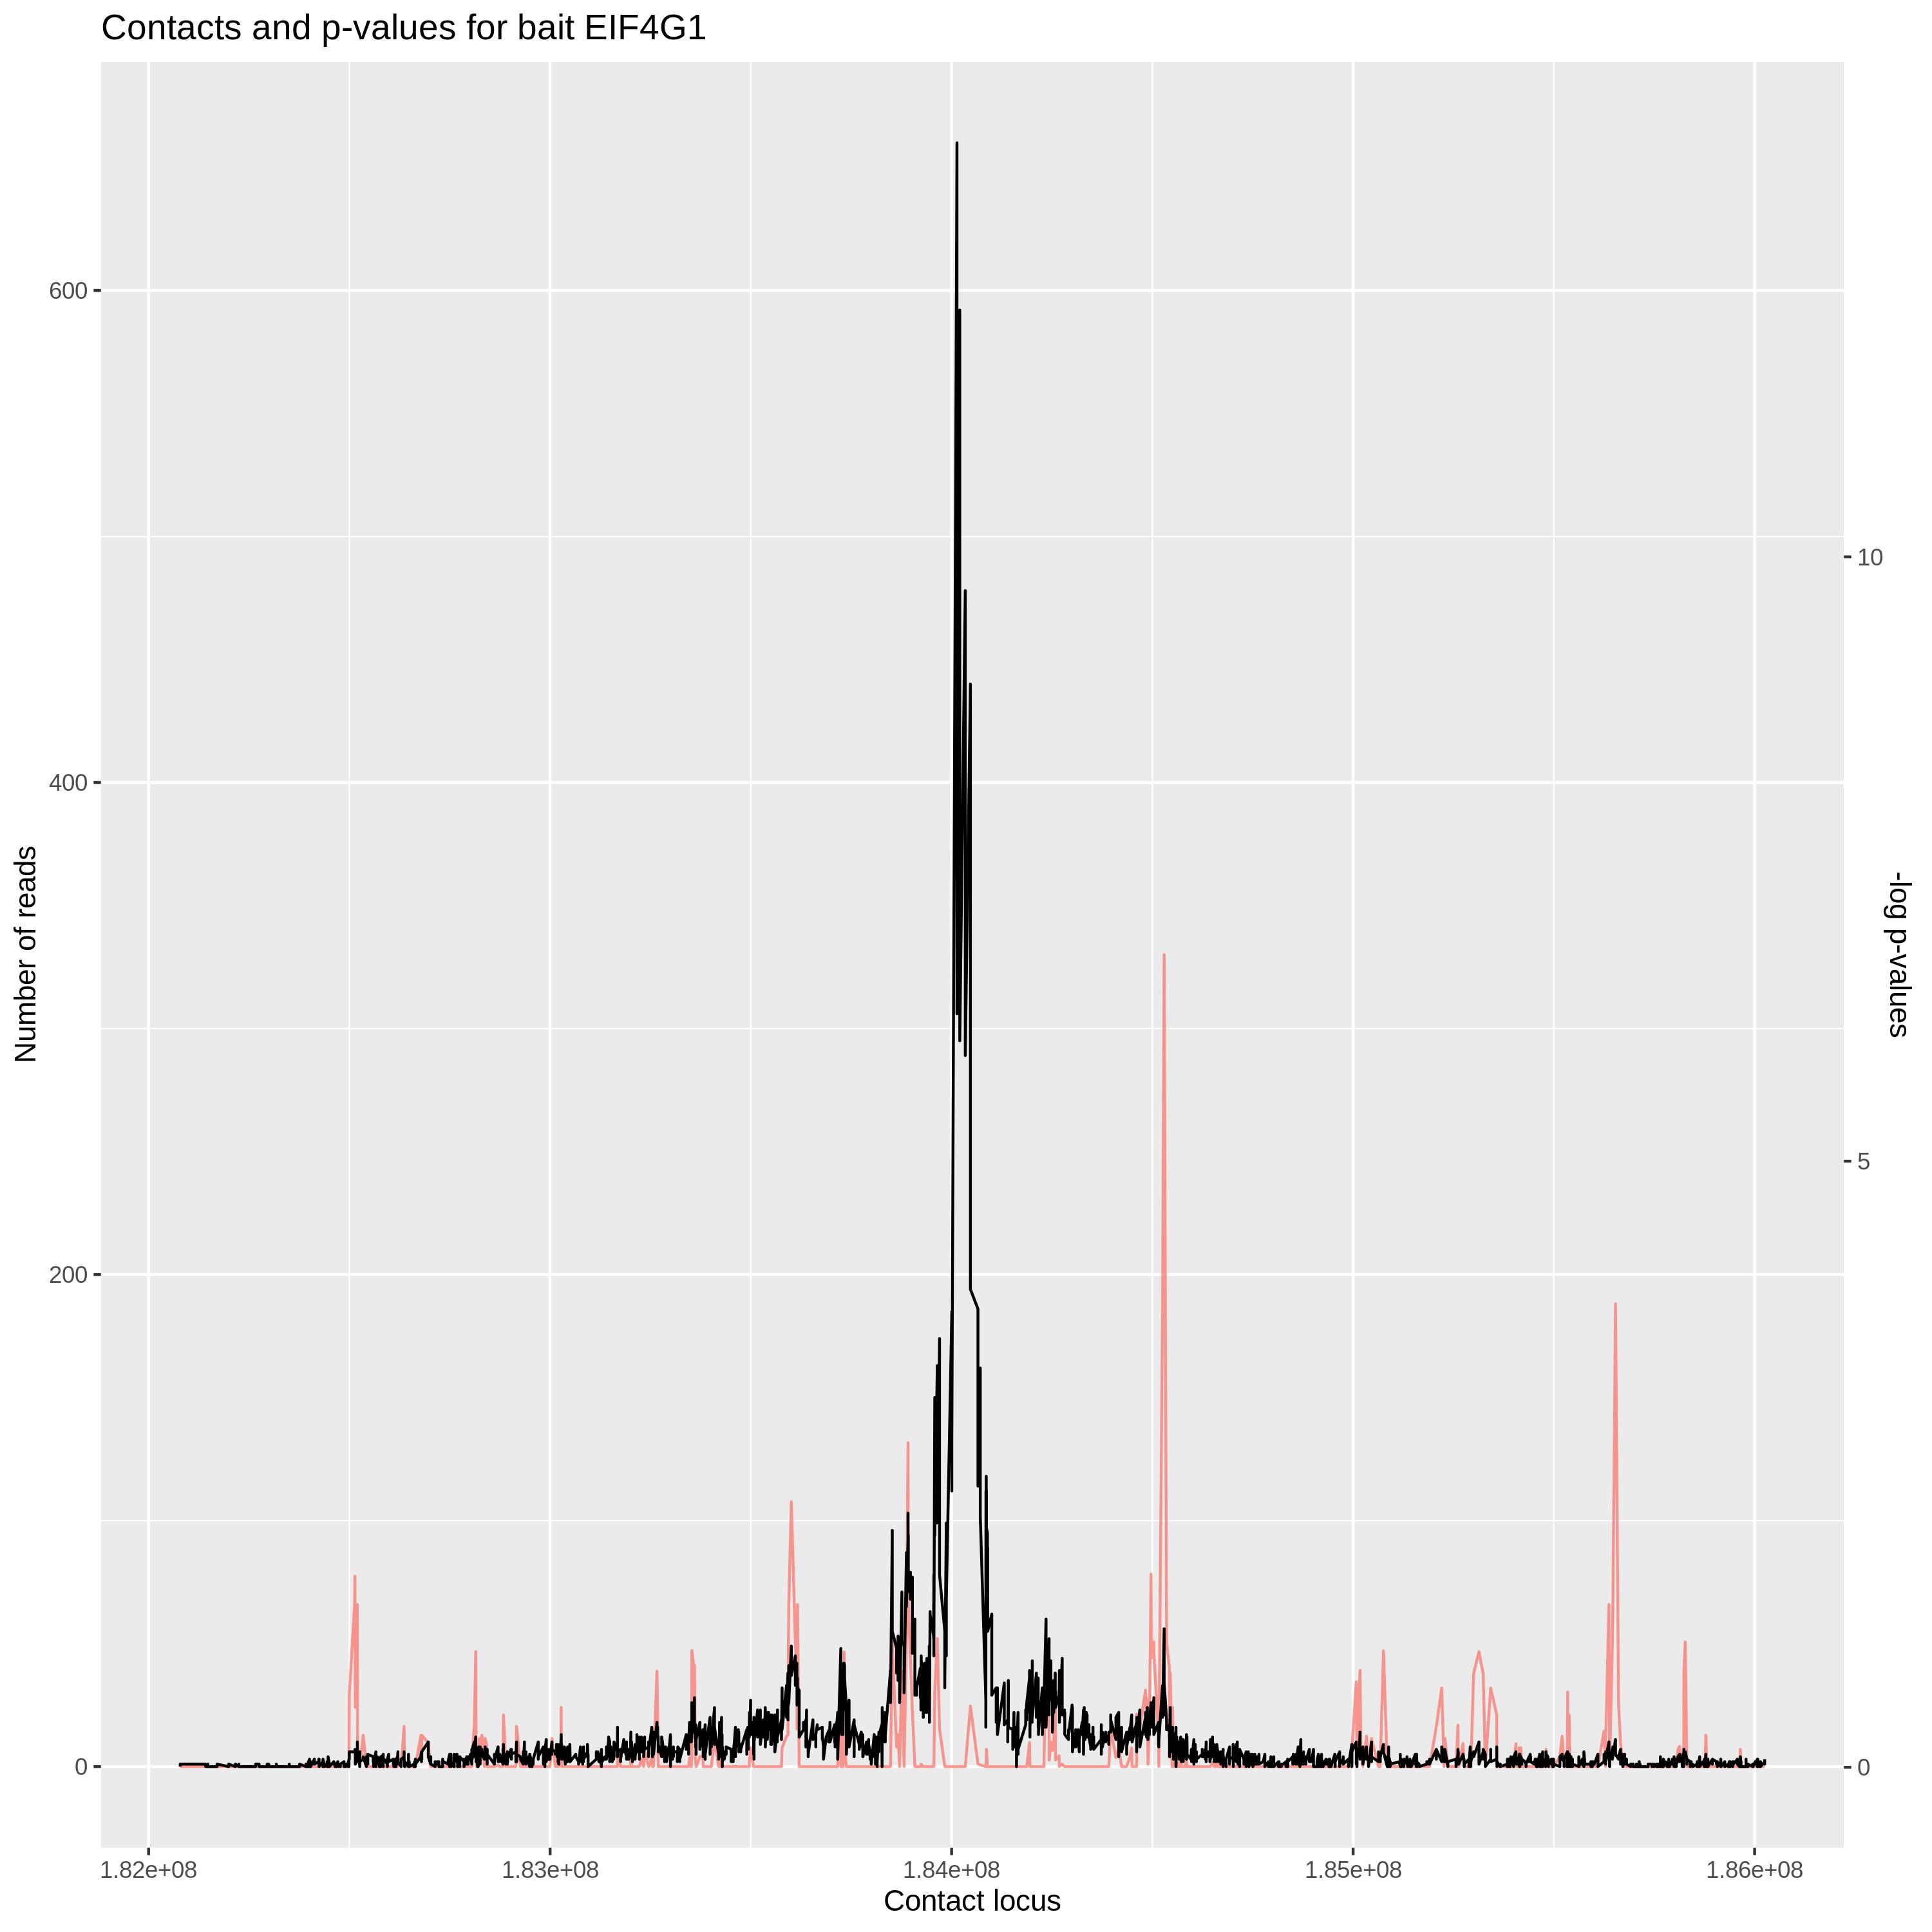 Contacts and p-values for bait EIF4G1
600
400
200
0
Number of reads
10
5
0
-log p-values
1.82e+08
1.83e+08
1.84e+08
1.85e+08
1.86e+08
Contact locus